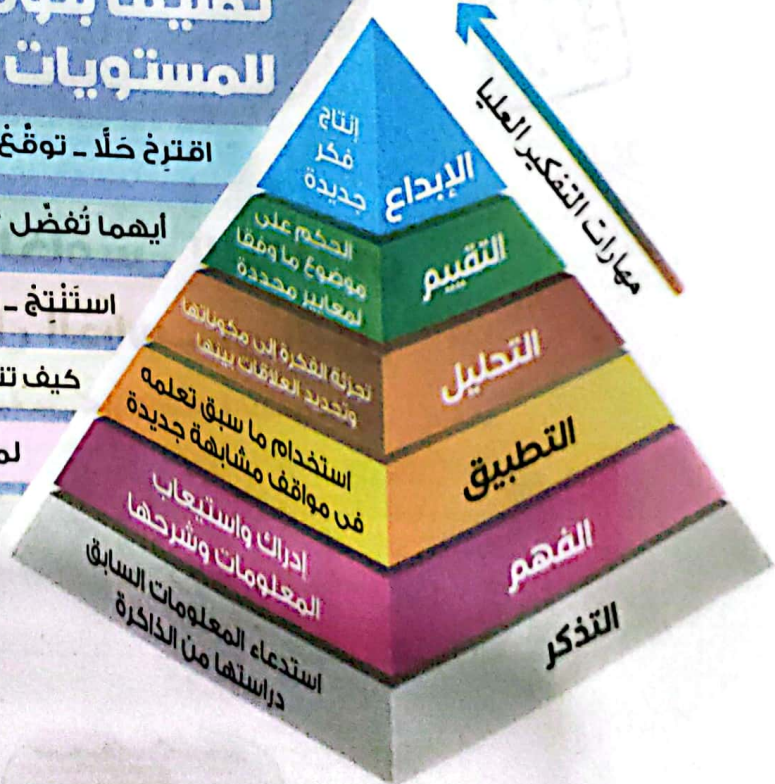 للمستويات
اقترِحْ حَلًّا - توقَّعْ
أيهما تُفضِّل
استَنْتِجْ -
كيف
مهارات التفكير العليا
الإبداع
إنتاج
فكر
جديدة
التقييم
الحكم على
موضوع ما وفقا
لمعايير محددة
التحليل
تجزئة الفكرة إلى مكوناتها
وتحديد العلاقات بينها
التطبيق
استخدام ما سبق تعلمه
فى مواقف مشابهة جديدة
الفهم
إدراك واستيعاب
المعلومات وشرحها
التذكر
استدعاء المعلومات السابق
دراستها من الذاكرة